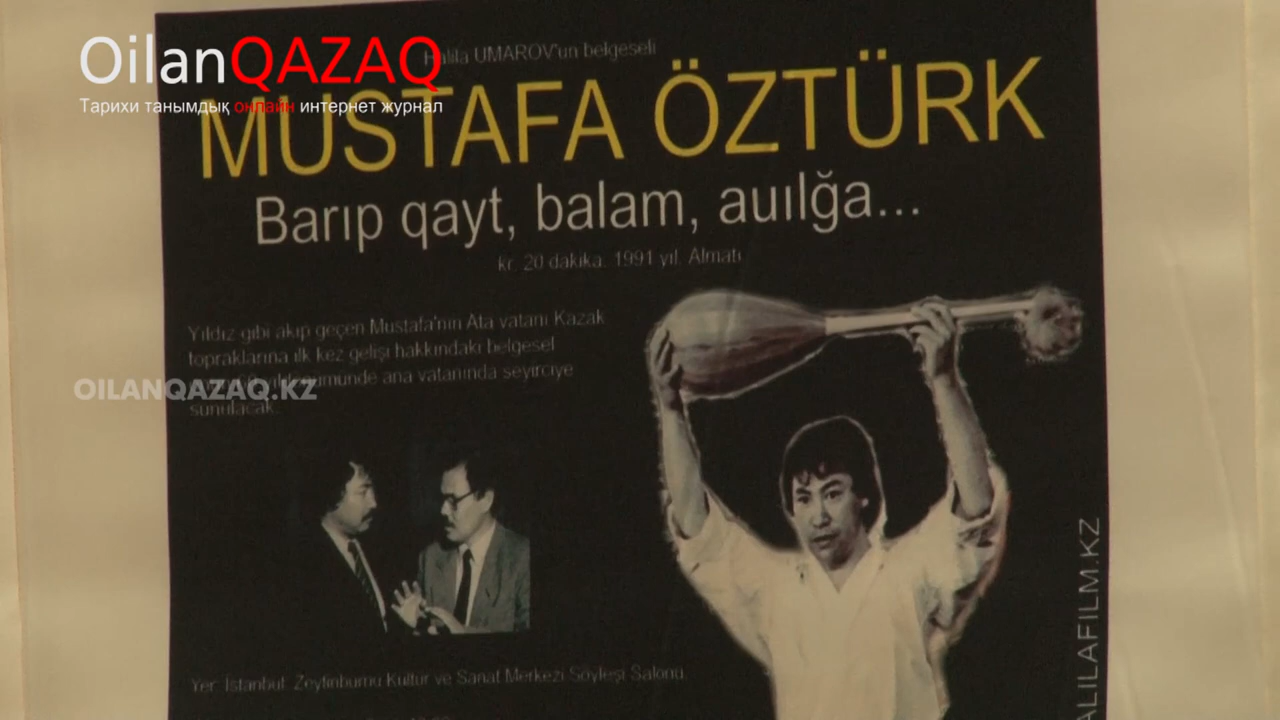 OilanQAZAQ
Тарихи танымдық онлайн интернет журнал
Halila UMAROV'un belgeseli
MUSTAFA ÖZTÜRK
Barıp qayt, balam, auılğa...
kr. 20 dakika. 1991 yıl. Almatı
Yıldız gibi akıp geçen Mustafa'nın Ata vatanı Kazak
topraklarına ilk kez gelişi hakkındaki belgesel
ana vatanında seyirciye
OILANQAZAQ.KZ
sunulacak.
Yer: İstanbul. Zeytinburnu Kültür ve Sanat Merkezi Söyleşi Salonu.
ALILAFILM.KZ